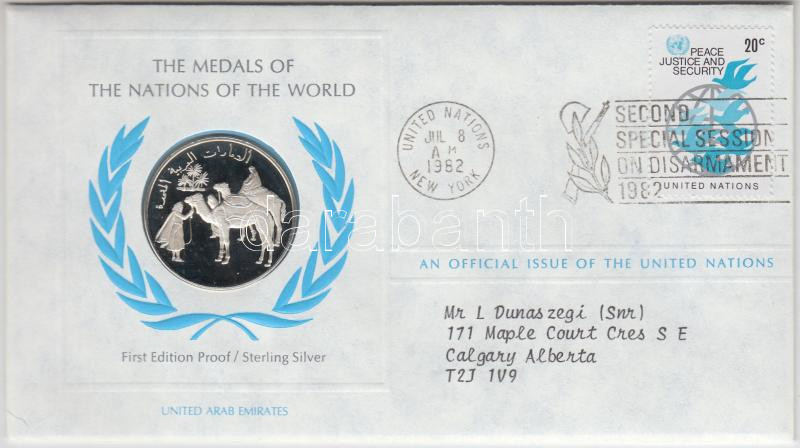 THE MEDALS OF
THE NATIONS OF THE WORLD
الامارات العربية المتحدة
First Edition Proof / Sterling Silver
UNITED ARAB EMIRATES
UNITED NATIONS
JUL 8
AM
1982
NEW YORK
SECOND
SPECIAL SESSION
ON DISARMAMENT
1982
20c
PEACE
JUSTICE AND
SECURITY
UNITED NATIONS
AN OFFICIAL ISSUE OF THE UNITED NATIONS
Mr L Dunaszegi (Snr)
171 Maple Court Cres S E
Calgary Alberta
T2J 1V9
darabanth